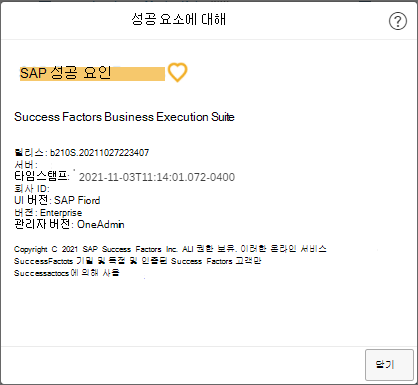 성공 요소에 대해
SAP 성공 요인
Success Factors Business Execution Suite
릴리스: b210S.20211027223407
서버:
타임스탬프: 2021-11-03T11:14:01.072-0400
회사 ID:
UI 버전: SAP Fiord
버전: Enterprise
관리자 버전: OneAdmin
Copyright C 2021 SAP Success Factors Inc. ALI 권한 보유. 이러한 온라인 서비스
SuccessFactots 기밀 및 독점 및 인증된 Success Factors 고객만
Successactocs에 의해 사용
닫기